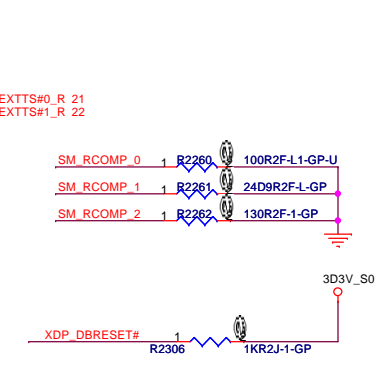 EXTTS#0_R 21
EXTTS#1_R 22
SM_RCOMP_0 1 R2260 100R2F-L1-GP-U
SM_RCOMP_1 1 R2261 24D9R2F-L-GP
SM_RCOMP_2 1 R2262 130R2F-1-GP
3D3V_S0
XDP_DBRESET# 1
R2306 1KR2J-1-GP